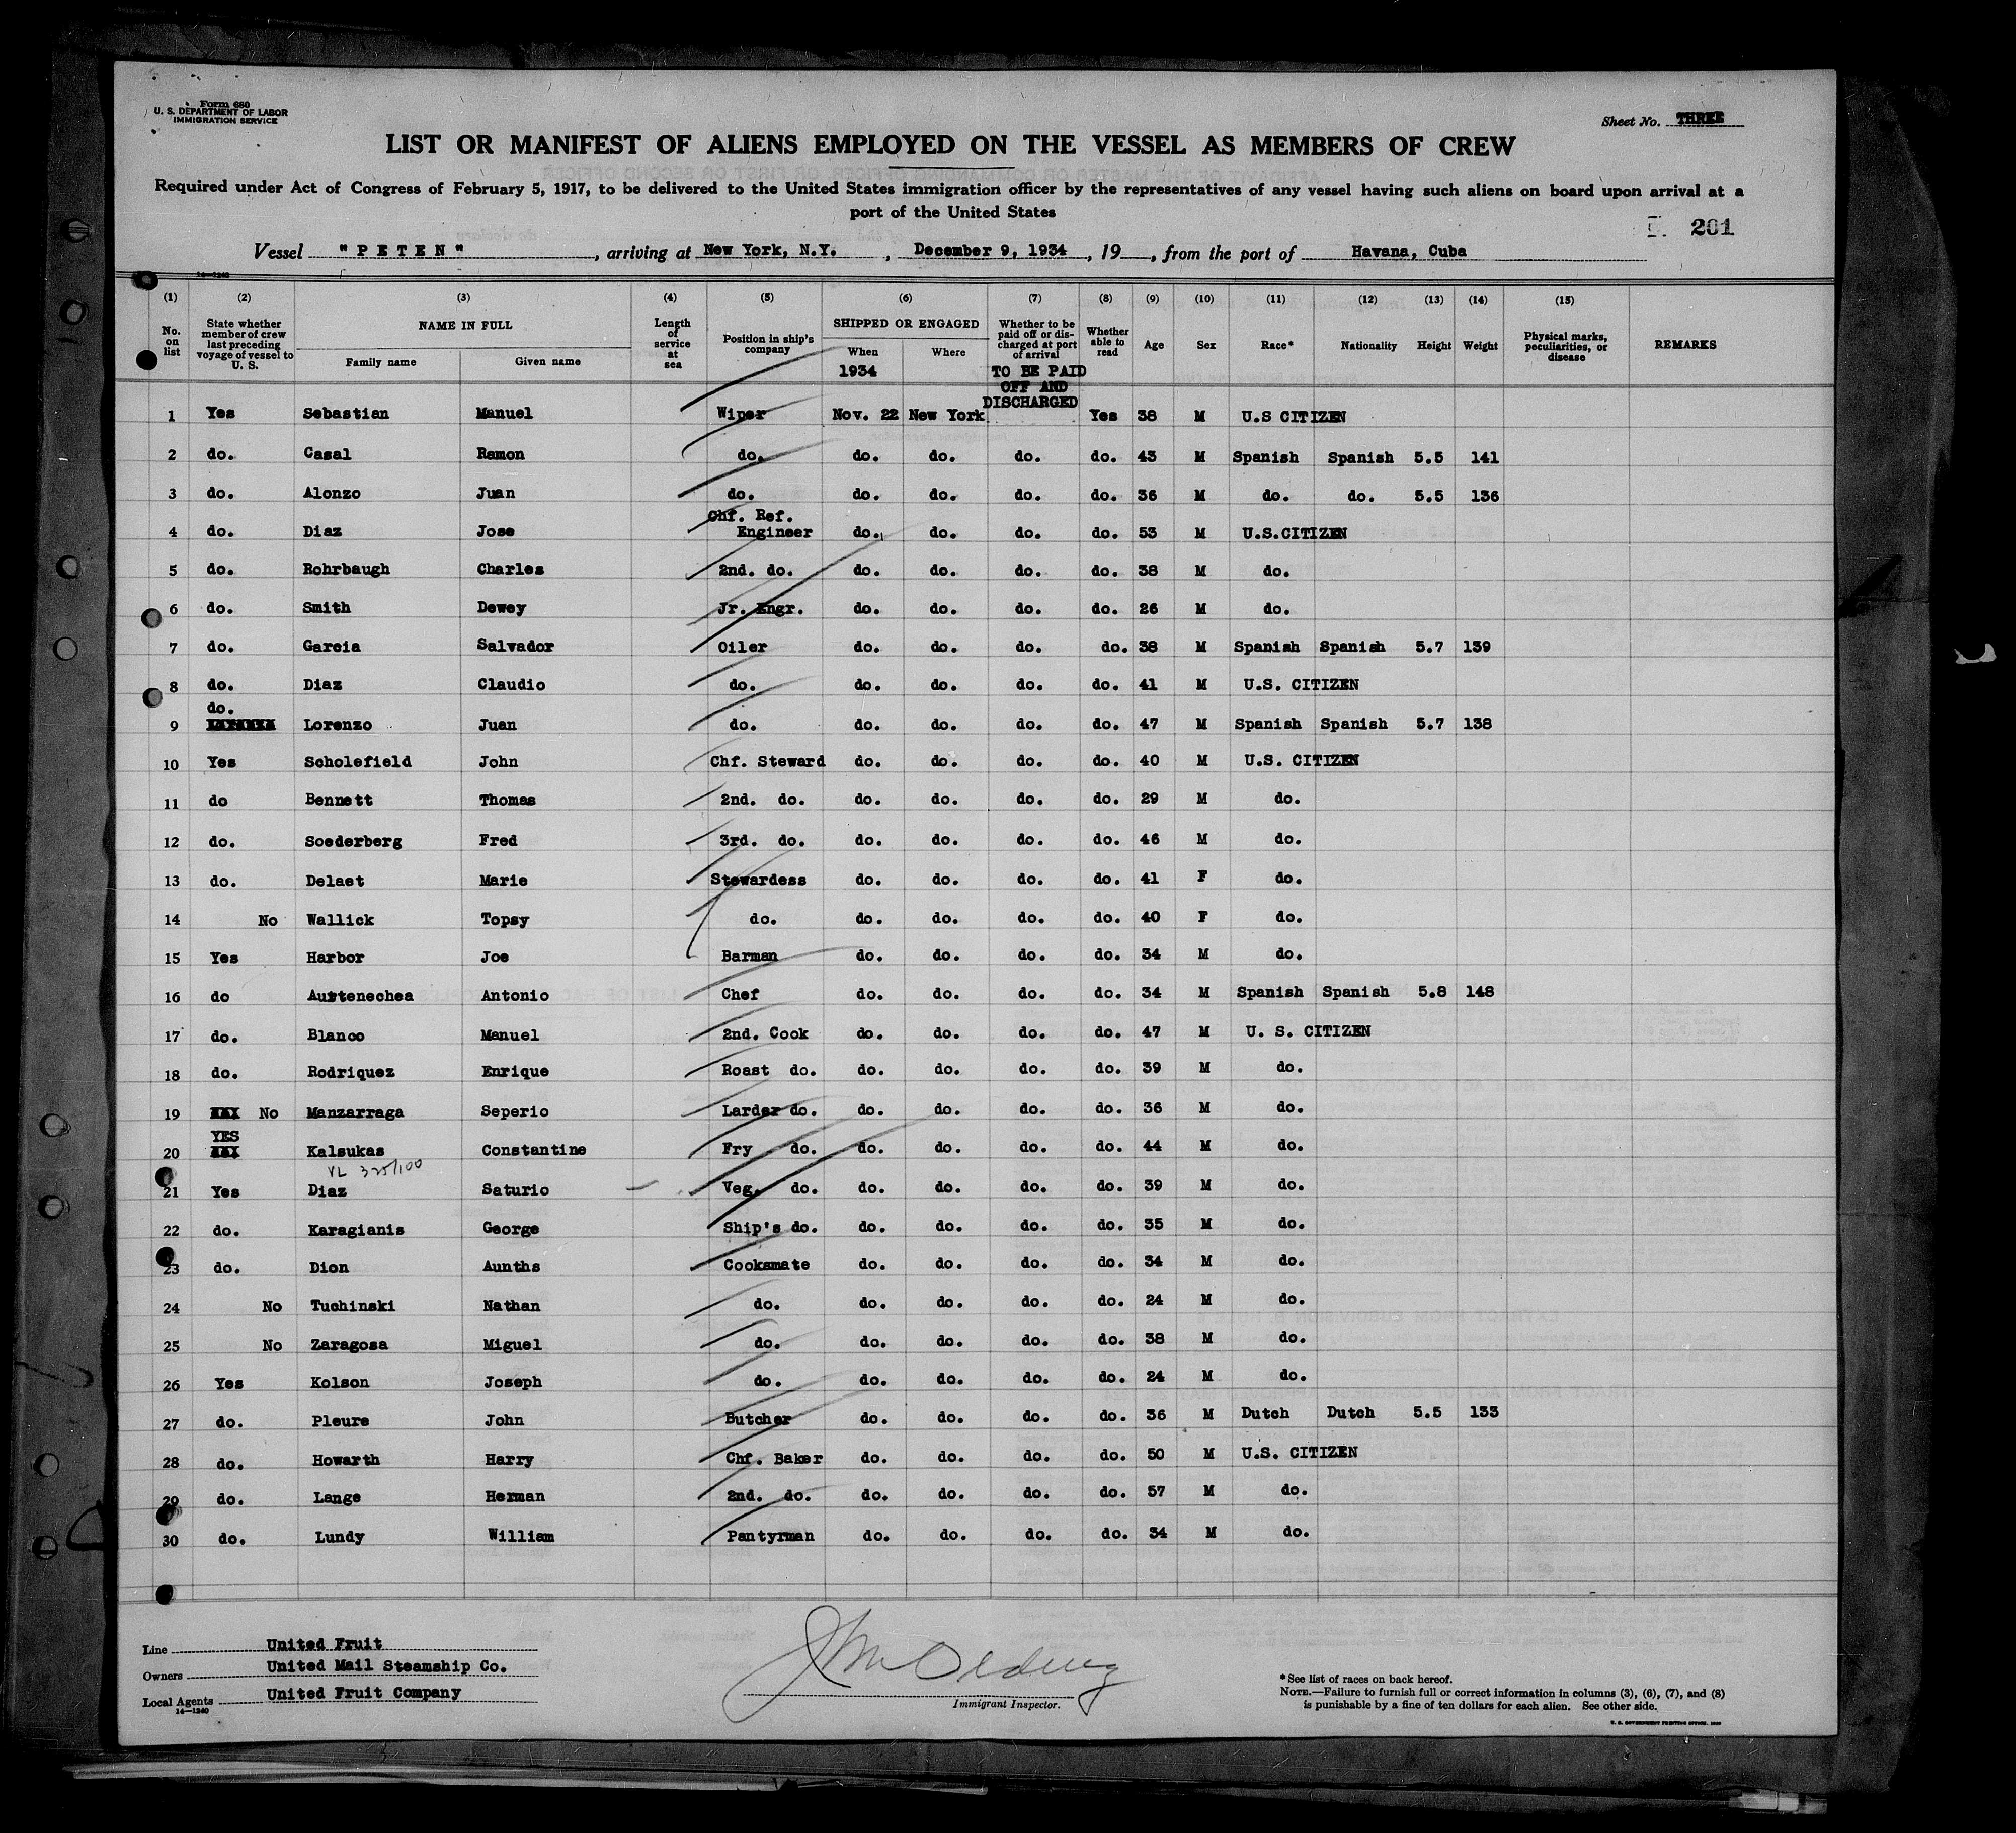 Form 680
U. S. DEPARTMENT OF LABOR
IMMIGRATION SERVICE
Sheet No. THREE
LIST OR MANIFEST OF ALIENS EMPLOYED ON THE VESSEL AS MEMBERS OF CREW
Required under Act of Congress of February 5, 1917, to be delivered to the United States immigration officer by the representatives of any vessel having such aliens on board upon arrival at a
port of the United States
201
Vessel "PETEN", arriving at New York, N.Y., December 9, 1934, 19, from the port of Havana, Cuba
14—1240
(1) (2) (3) (4) (5) (6) (7) (8) (9) (10) (11) (12) (13) (14) (15)
No. on list State whether member of crew last preceding voyage of vessel to U. S. NAME IN FULL Family name Given name Length of service at sea Position in ship's company SHIPPED OR ENGAGED When Where Whether to be paid off or discharged at port of arrival Whether able to read Age Sex Race* Nationality Height Weight Physical marks, peculiarities, or disease REMARKS
1934 TO BE PAID
OFF AND
DISCHARGED
1 Yes Sebastian Manuel Wiper Nov. 22 New York Yes 38 M U.S CITIZEN
2 do. Casal Ramon do. do. do. do. do. 43 M Spanish Spanish 5.5 141
3 do. Alonzo Juan do. do. do. do. do. 36 M do. do. 5.5 136
4 do. Diaz Jose Chf. Ref. Engineer do. do. do. do. 53 M U.S.CITIZEN
5 do. Rohrbaugh Charles 2nd. do. do. do. do. do. 38 M do.
6 do. Smith Dewey Jr. Engr. do. do. do. do. 26 M do.
7 do. Garcia Salvador Oiler do. do. do. do. 38 M Spanish Spanish 5.7 139
8 do. Diaz Claudio do. do. do. do. do. 41 M U.S. CITIZEN
9 do. Lorenzo Juan do. do. do. do. do. 47 M Spanish Spanish 5.7 138
10 Yes Scholefield John Chf. Steward do. do. do. do. 40 M U.S. CITIZEN
11 do Bennett Thomas 2nd. do. do. do. do. do. 29 M do.
12 do. Soederberg Fred 3rd. do. do. do. do. do. 46 M do.
13 do. Delaet Marie Stewardess do. do. do. do. 41 F do.
14 No Wallick Topsy do. do. do. do. do. 40 F do.
15 Yes Harbor Joe Barman do. do. do. do. 34 M do.
16 do Aurtenechea Antonio Chef do. do. do. do. 34 M Spanish Spanish 5.8 148
17 do. Blanco Manuel 2nd. Cook do. do. do. do. 47 M U. S. CITIZEN
18 do. Rodriquez Enrique Roast do. do. do. do. do. 39 M do.
19 No Manzarraga Seperio Larder do. do. do. do. do. 36 M do.
20 YES Kalsukas Constantine Fry do. do. do. do. do. 44 M do.
VL 325/100
21 Yes Diaz Saturio Veg. do. do. do. do. do. 39 M do.
22 do. Karagianis George Ship's do. do. do. do. do. 35 M do.
23 do. Dion Aunths Cooksmate do. do. do. do. 34 M do.
24 No Tuchinski Nathan do. do. do. do. do. 24 M do.
25 No Zaragosa Miguel do. do. do. do. do. 38 M do.
26 Yes Kolson Joseph do. do. do. do. do. 24 M do.
27 do. Pleure John Butcher do. do. do. do. 36 M Dutch Dutch 5.5 133
28 do. Howarth Harry Chf. Baker do. do. do. do. 50 M U.S. CITIZEN
29 do. Lange Herman 2nd. do. do. do. do. do. 57 M do.
30 do. Lundy William Pantyrman do. do. do. do. 34 M do.
Line United Fruit
Owners United Mail Steamship Co.
Local Agents United Fruit Company
14—1240
Immigrant Inspector.
*See list of races on back hereof.
NOTE.—Failure to furnish full or correct information in columns (3), (6), (7), and (8)
is punishable by a fine of ten dollars for each alien. See other side.